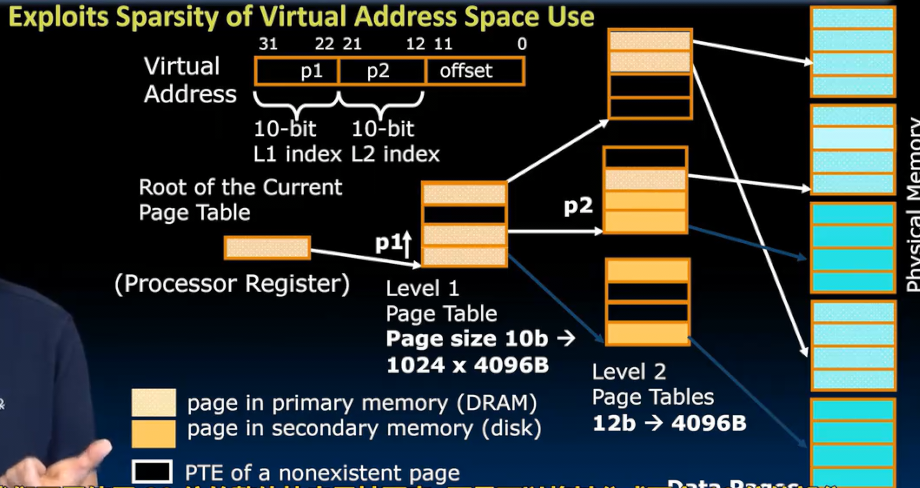 Exploits Sparsity of Virtual Address Space Use
31 22 21 12 11 0
Virtual
Address
p1 p2 offset
10-bit
L1 index
10-bit
L2 index
Root of the Current
Page Table
(Processor Register)
p1
Level 1
Page Table
Page size 10b →
1024 x 4096B
p2
Level 2
Page Tables
12b → 4096B
Physical Memory
page in primary memory (DRAM)
page in secondary memory (disk)
PTE of a nonexistent page
Data Pages